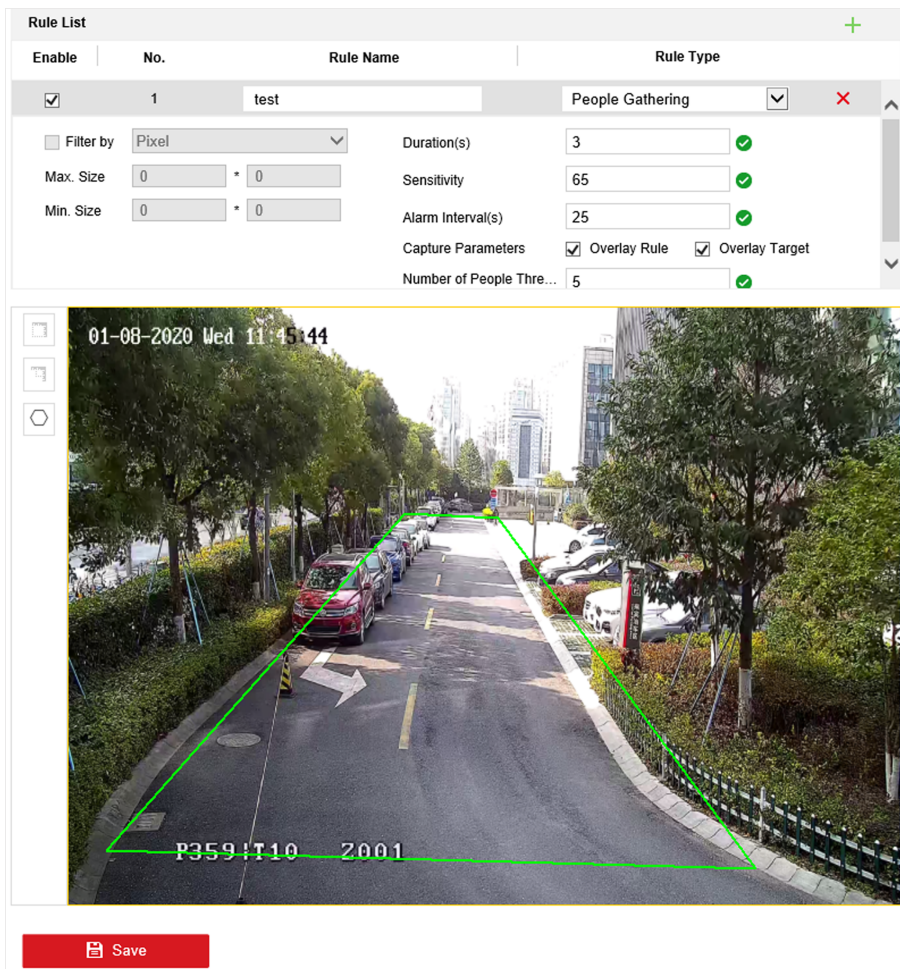 Rule List
Enable No. Rule Name Rule Type
1 test People Gathering
Filter by Pixel
Duration(s) 3
Max. Size 0 * 0
Sensitivity 65
Min. Size 0 * 0
Alarm Interval(s) 25
Capture Parameters Overlay Rule Overlay Target
Number of People Thre... 5
01-08-2020 Wed 11:45:44
P359 T10 Z001
Save